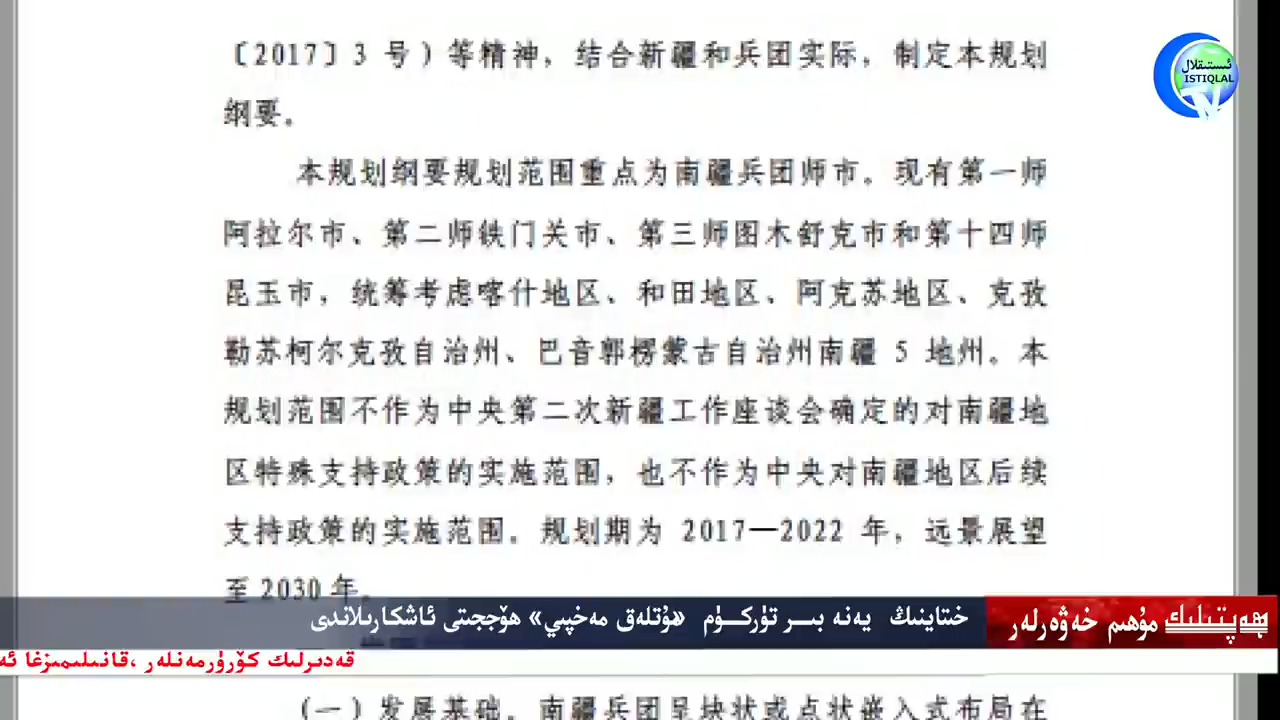 〔2017〕3 号）等精神，结合新疆和兵团实际，制定本规划
纲要。
本规划纲要规划范围重点为南疆兵团师市。现有第一师
阿拉尔市、第二师铁门关市、第三师图木舒克市和第十四师
昆玉市，统筹考虑喀什地区、和田地区、阿克苏地区、克孜
勒苏柯尔克孜自治州、巴音郭楞蒙古自治州南疆 5 地州。本
规划范围不作为中央第二次新疆工作座谈会确定的对南疆地
区特殊支持政策的实施范围，也不作为中央对南疆地区后续
支持政策的实施范围。规划期为 2017—2022 年，远景展望
至 2030 年。
（一）发展基础。南疆兵团呈块状或点状嵌入式布局在
ئىستىقلال
ISTIQLAL
TV
ھەپتىلىك مۇھىم خەۋەرلەر
ختاينىڭ يەنە بىر تۈركۈم «مۇتلەق مەخپىي» ھۆججىتى ئاشكارىلاندى
قەدىرلىك كۆرۈرمەنلەر ،قانىلىمىزغا ئە